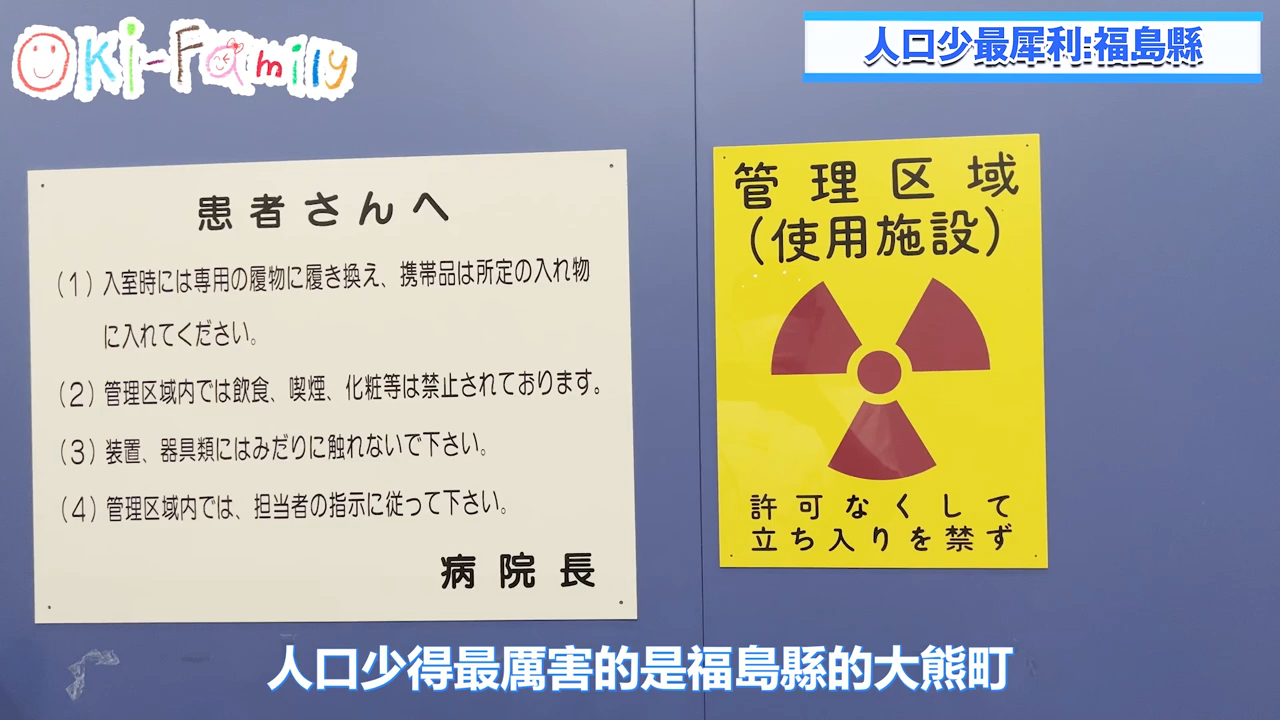 Oki-Family
人口少最犀利:福島縣
患者さんへ
(1) 入室時には専用の履物に履き換え、携帯品は所定の入れ物
に入れてください。
(2) 管理区域内では飲食、喫煙、化粧等は禁止されております。
(3) 装置、器具類にはみだりに触れないで下さい。
(4) 管理区域内では、担当者の指示に従って下さい。
病院長
管理区域
(使用施設)
許可なくして
立ち入りを禁ず
人口少得最厲害的是福島縣的大熊町